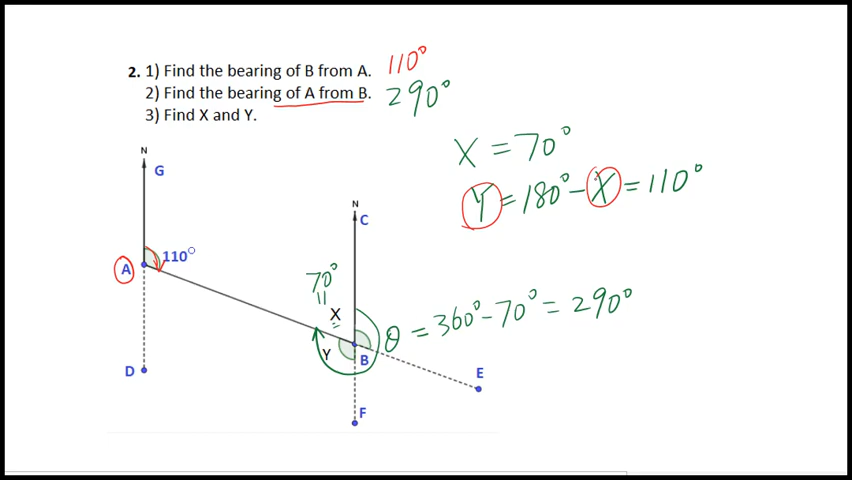 2. 1) Find the bearing of B from A. 110°
2) Find the bearing of A from B. 290°
3) Find X and Y.
X = 70°
Y = 180° - X = 110°
N
G
N
C
A
110°
70°
||
X
θ = 360° - 70° = 290°
Y
B
D
E
F